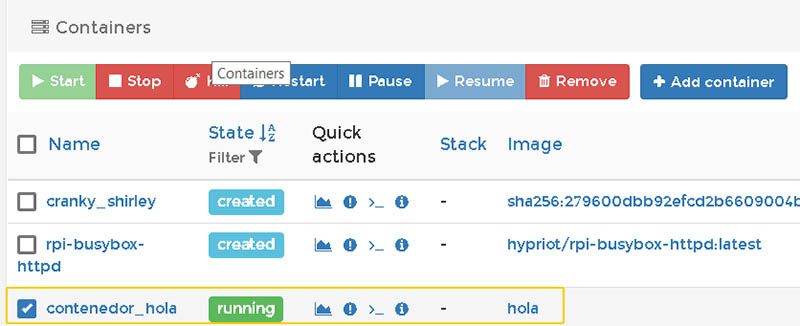 Containers
Start Stop Containers Restart Pause Resume Remove Add container
Name State Quick Stack Image
Filter actions
cranky_shirley created - sha256:279600dbb92efcd2b6609004b
rpi-busybox- created - hypriot/rpi-busybox-httpd:latest
httpd
contenedor_hola running - hola